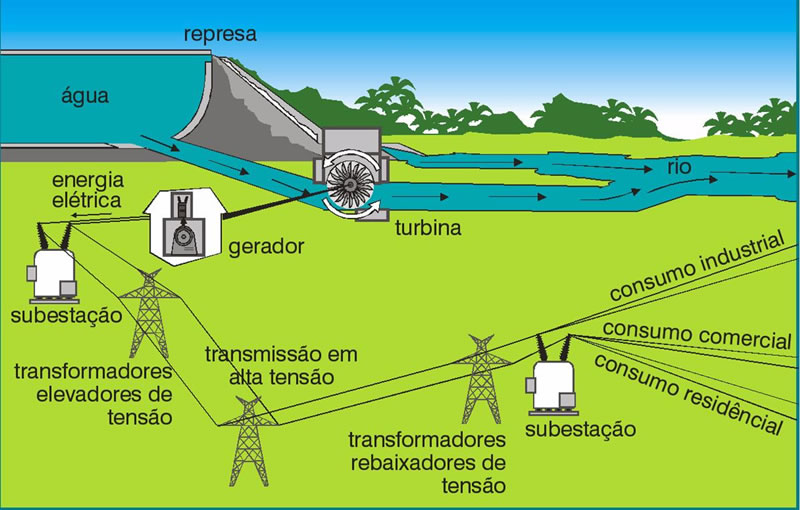 represa
água
rio
energia
elétrica
gerador
turbina
subestação
transformadores
elevadores de
tensão
transmissão em
alta tensão
transformadores
rebaixadores de
tensão
subestação
consumo industrial
consumo comercial
consumo residêncial